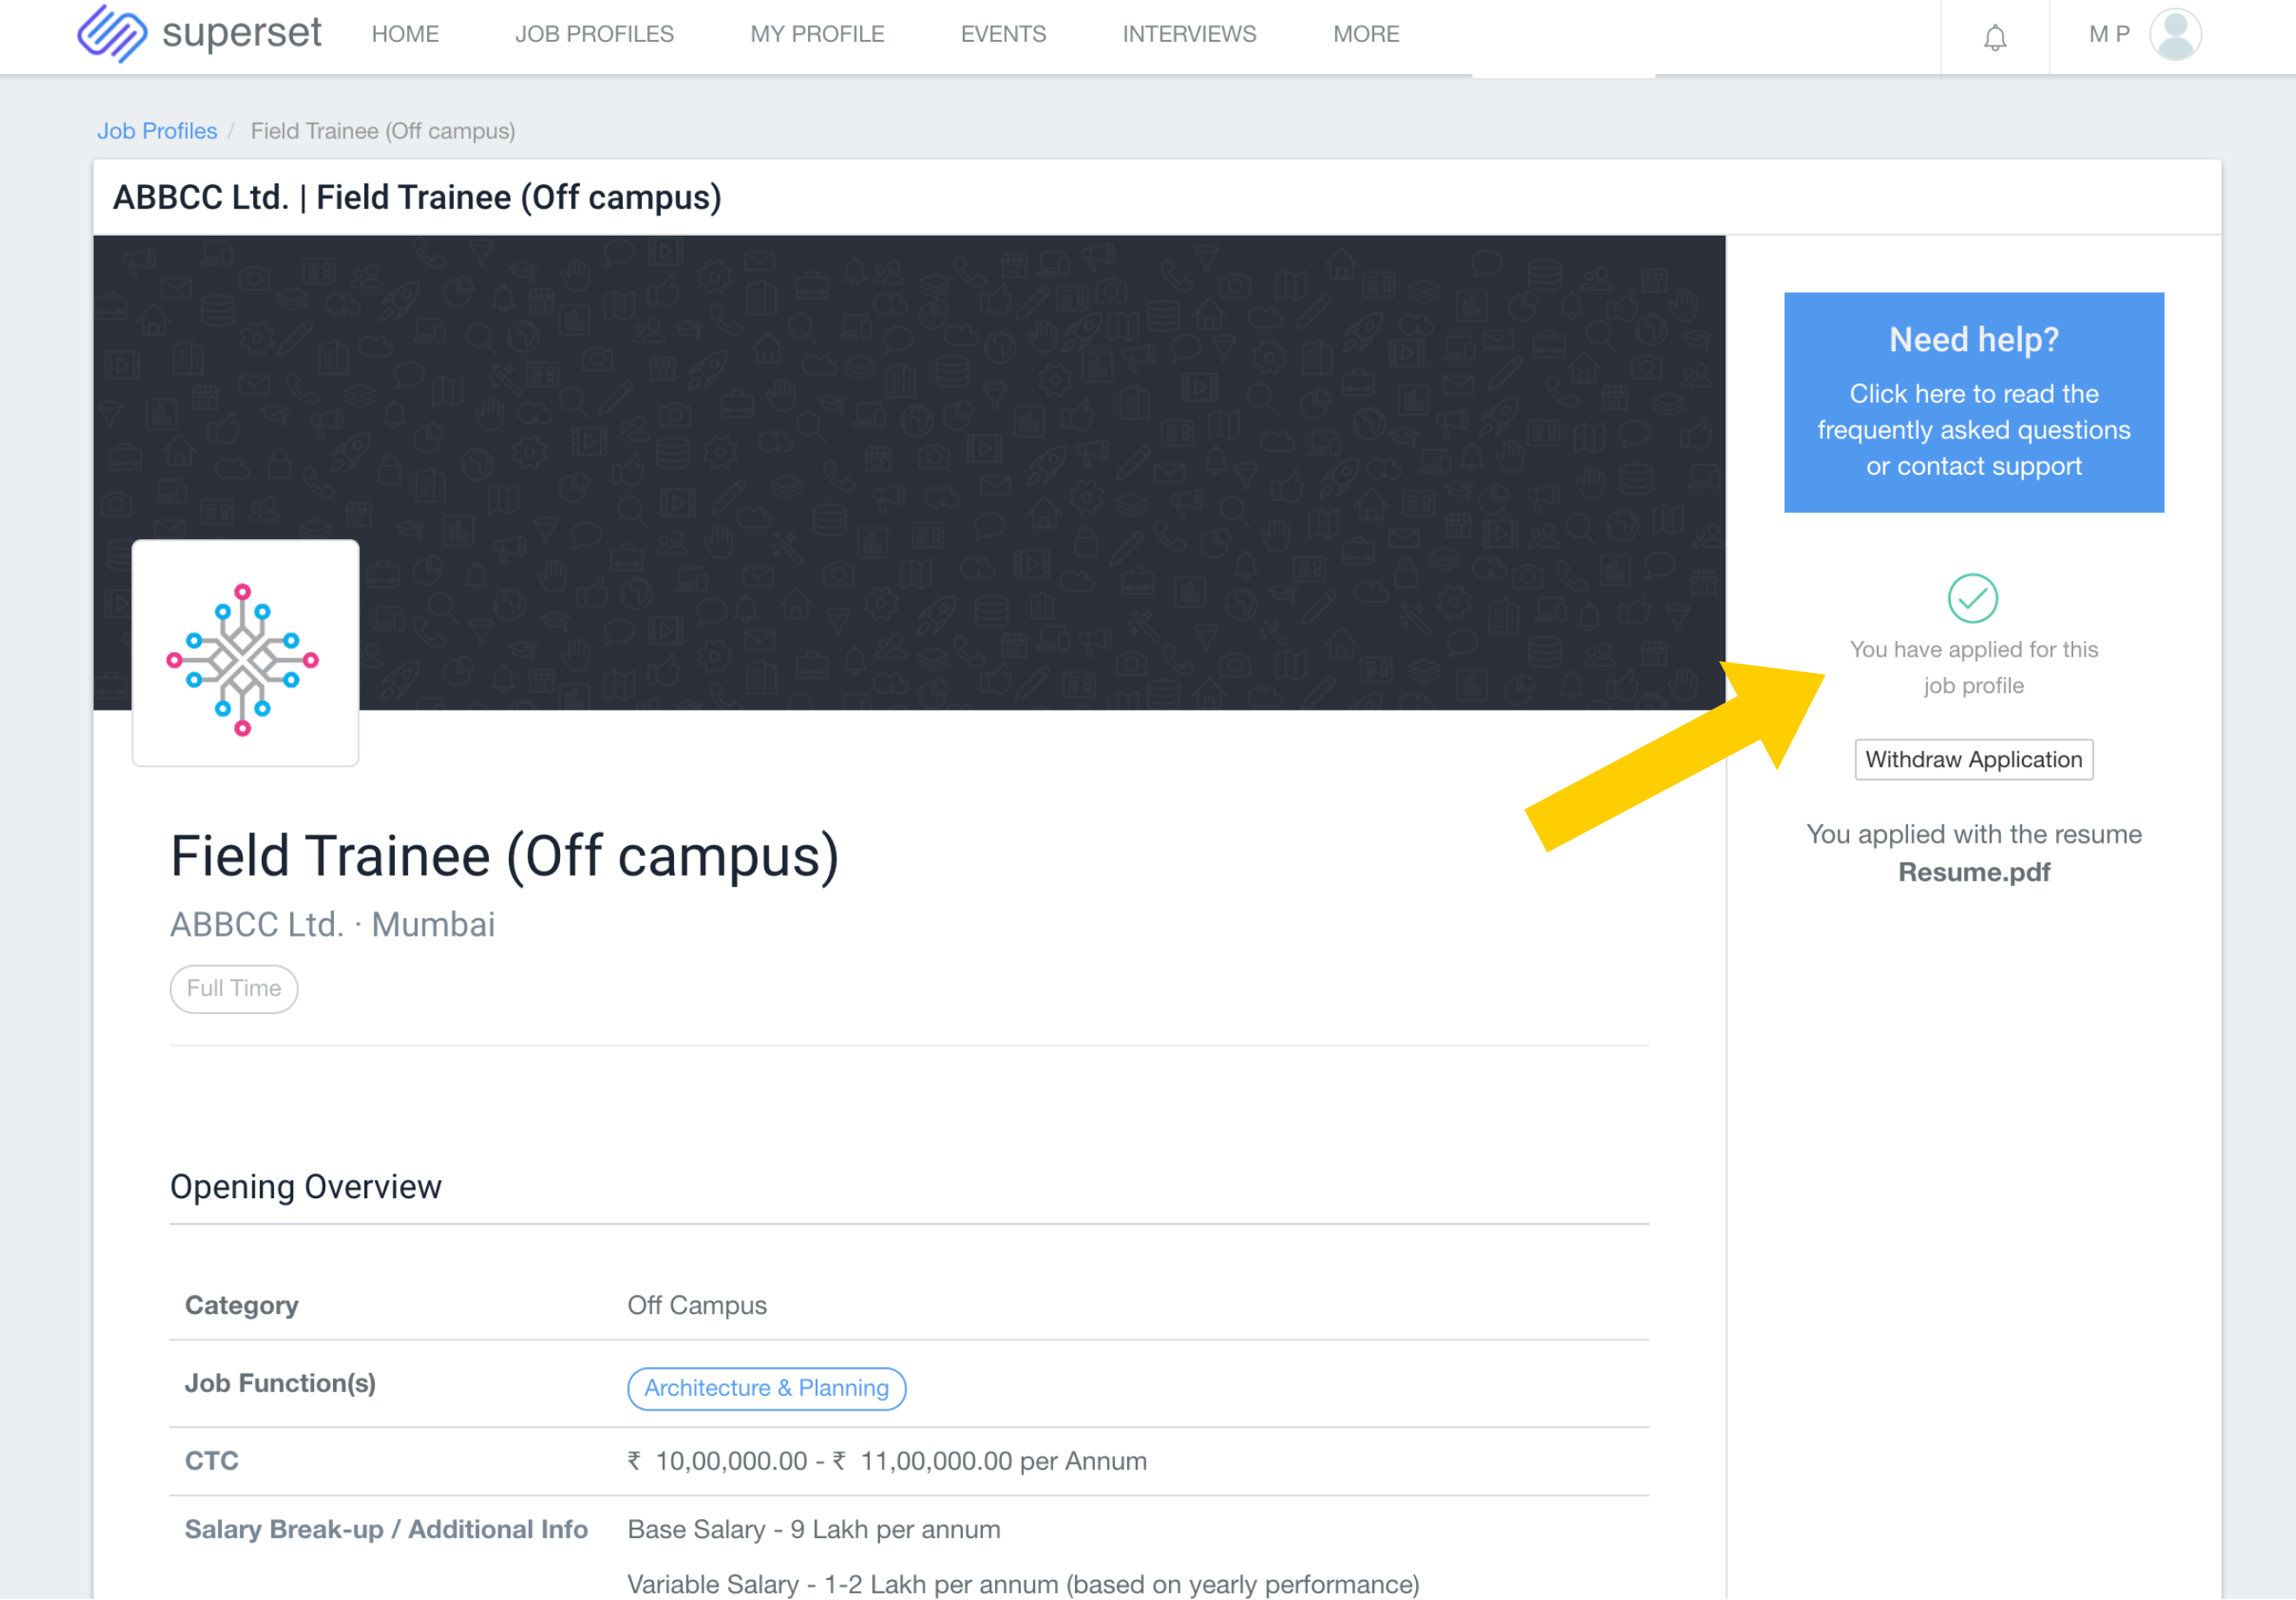 superset
HOME
JOB PROFILES
MY PROFILE
EVENTS
INTERVIEWS
MORE
M P
Job Profiles / Field Trainee (Off campus)
ABBCC Ltd. | Field Trainee (Off campus)
Need help?
Click here to read the
frequently asked questions
or contact support
You have applied for this
job profile
Withdraw Application
You applied with the resume
Resume.pdf
Field Trainee (Off campus)
ABBCC Ltd. · Mumbai
Full Time
Opening Overview
Category Off Campus
Job Function(s) Architecture & Planning
CTC ₹ 10,00,000.00 - ₹ 11,00,000.00 per Annum
Salary Break-up / Additional Info Base Salary - 9 Lakh per annum
Variable Salary - 1-2 Lakh per annum (based on yearly performance)